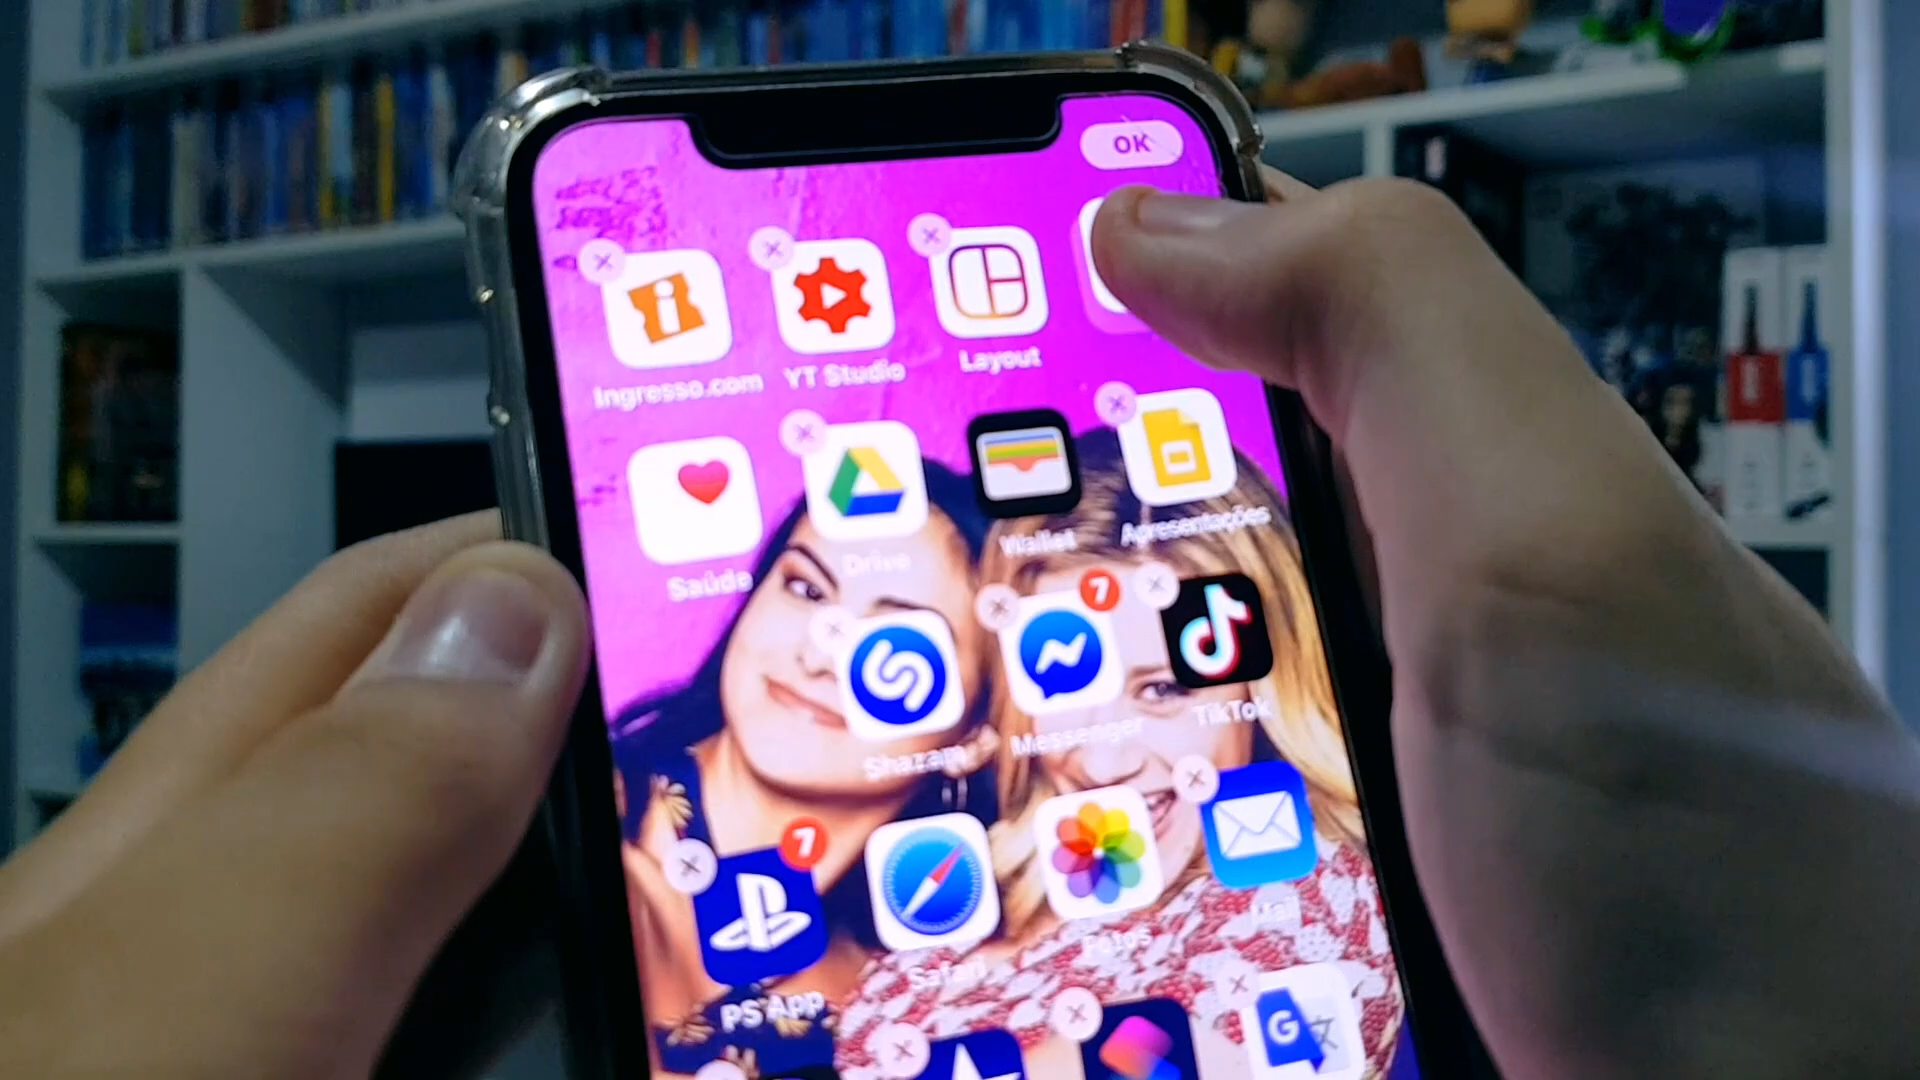 OK
Ingresso.com
YT Studio
Layout
Saúde
Drive
Wallet
Apresentações
7
Shazam
Messenger
TikTok
7
PS App
Safari
Fotos
Mail
G